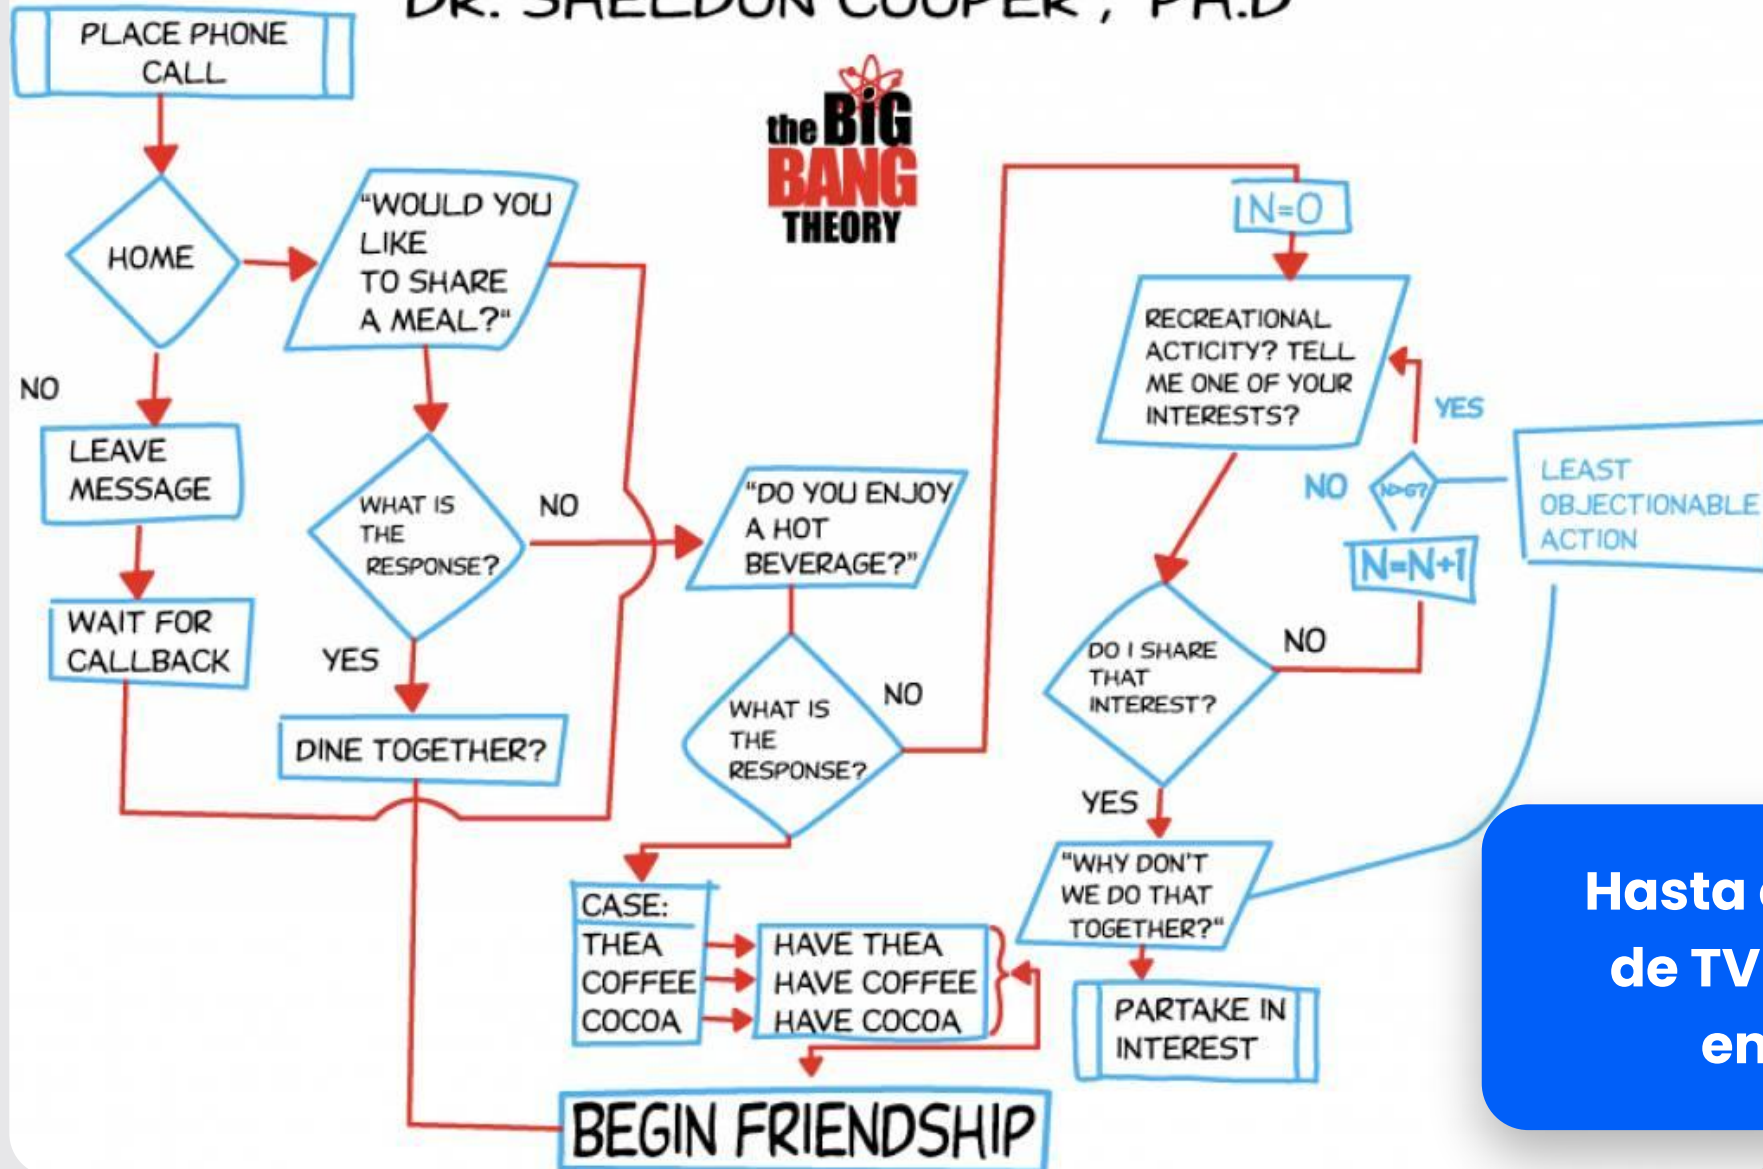 DR. SHELDON COOPER, PH.D
PLACE PHONE
CALL
the BiG
BANG
THEORY
HOME
"WOULD YOU
LIKE
TO SHARE
A MEAL?"
N=0
RECREATIONAL
ACTICITY? TELL
ME ONE OF YOUR
INTERESTS?
NO
LEAVE
MESSAGE
WHAT IS
THE
RESPONSE?
NO
"DO YOU ENJOY
A HOT
BEVERAGE?"
YES
NO
N>6?
LEAST
OBJECTIONABLE
ACTION
N=N+1
WAIT FOR
CALLBACK
YES
DINE TOGETHER?
WHAT IS
THE
RESPONSE?
NO
DO I SHARE
THAT
INTEREST?
NO
YES
"WHY DON'T
WE DO THAT
TOGETHER?"
CASE:
THEA
COFFEE
COCOA
HAVE THEA
HAVE COFFEE
HAVE COCOA
PARTAKE IN
INTEREST
BEGIN FRIENDSHIP
Hasta
de TV
en